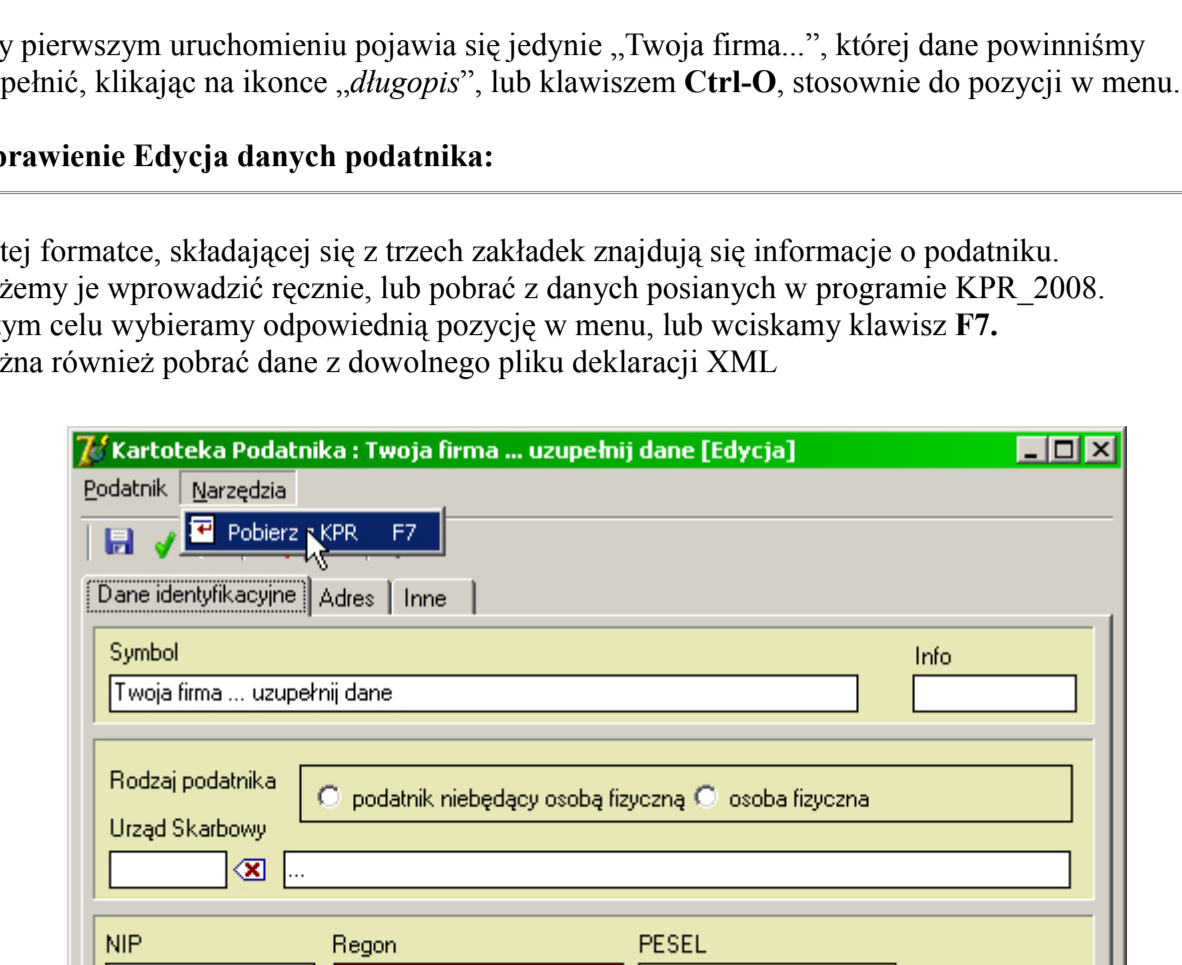 y pierwszym uruchomieniu pojawia się jedynie „Twoja firma...”, której dane powinniśmy
pełnić, klikając na ikonce „długopis”, lub klawiszem Ctrl-O, stosownie do pozycji w menu.
prawienie Edycja danych podatnika:
tej formatce, składającej się z trzech zakładek znajdują się informacje o podatniku.
żemy je wprowadzić ręcznie, lub pobrać z danych posianych w programie KPR_2008.
tym celu wybieramy odpowiednią pozycję w menu, lub wciskamy klawisz F7.
żna również pobrać dane z dowolnego pliku deklaracji XML
Kartoteka Podatnika : Twoja firma ... uzupełnij dane [Edycja]
Podatnik Narzędzia
Pobierz z KPR F7
Dane identyfikacyjne Adres Inne
Symbol Info
Twoja firma ... uzupełnij dane
Rodzaj podatnika podatnik niebędący osobą fizyczną osoba fizyczna
Urząd Skarbowy
...
NIP Regon PESEL